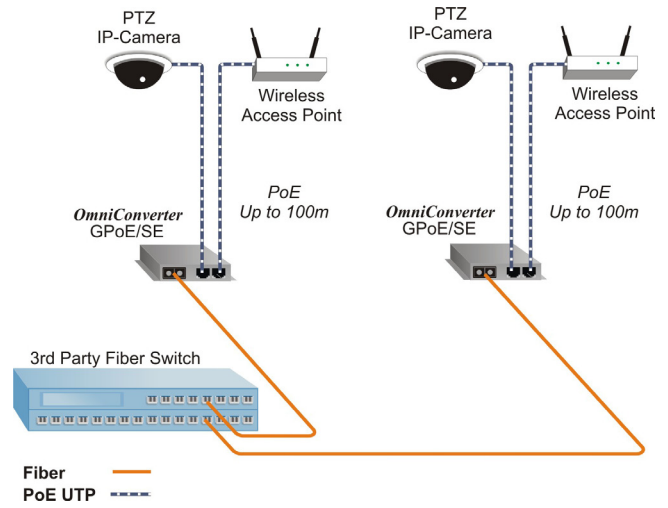 PTZ
IP-Camera
Wireless
Access Point
PoE
Up to 100m
OmniConverter
GPoE/SE
PTZ
IP-Camera
Wireless
Access Point
PoE
Up to 100m
OmniConverter
GPoE/SE
3rd Party Fiber Switch
Fiber
PoE UTP